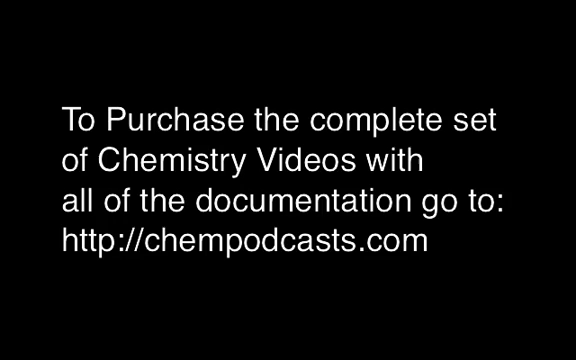 To Purchase the complete set
of Chemistry Videos with
all of the documentation go to:
http://chempodcasts.com